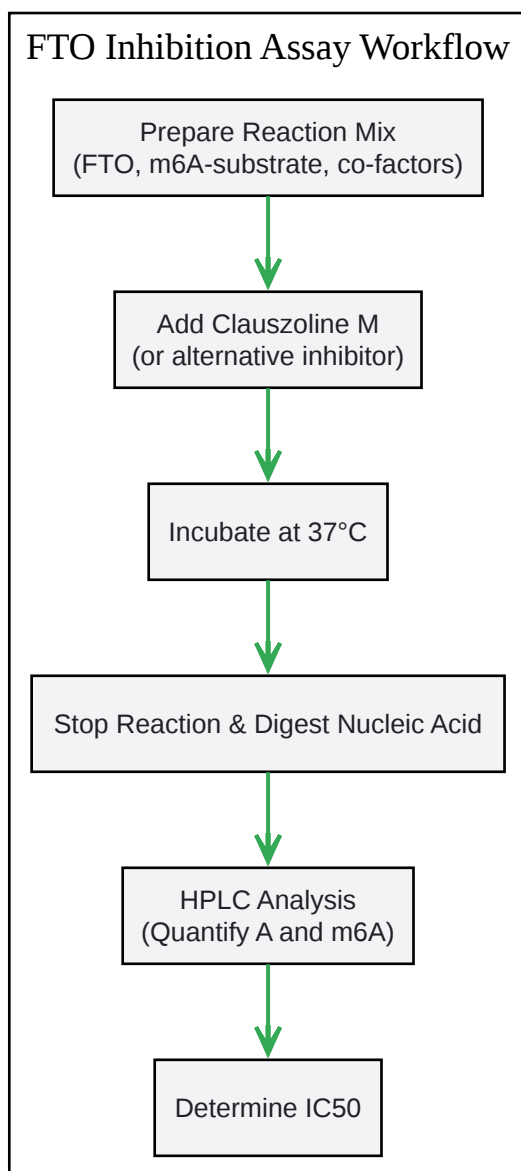 FTO Inhibition Assay Workflow
Prepare Reaction Mix
(FTO, m6A-substrate, co-factors)
Add Clauszoline M
(or alternative inhibitor)
Incubate at 37°C
Stop Reaction & Digest Nucleic Acid
HPLC Analysis
(Quantify A and m6A)
Determine IC50